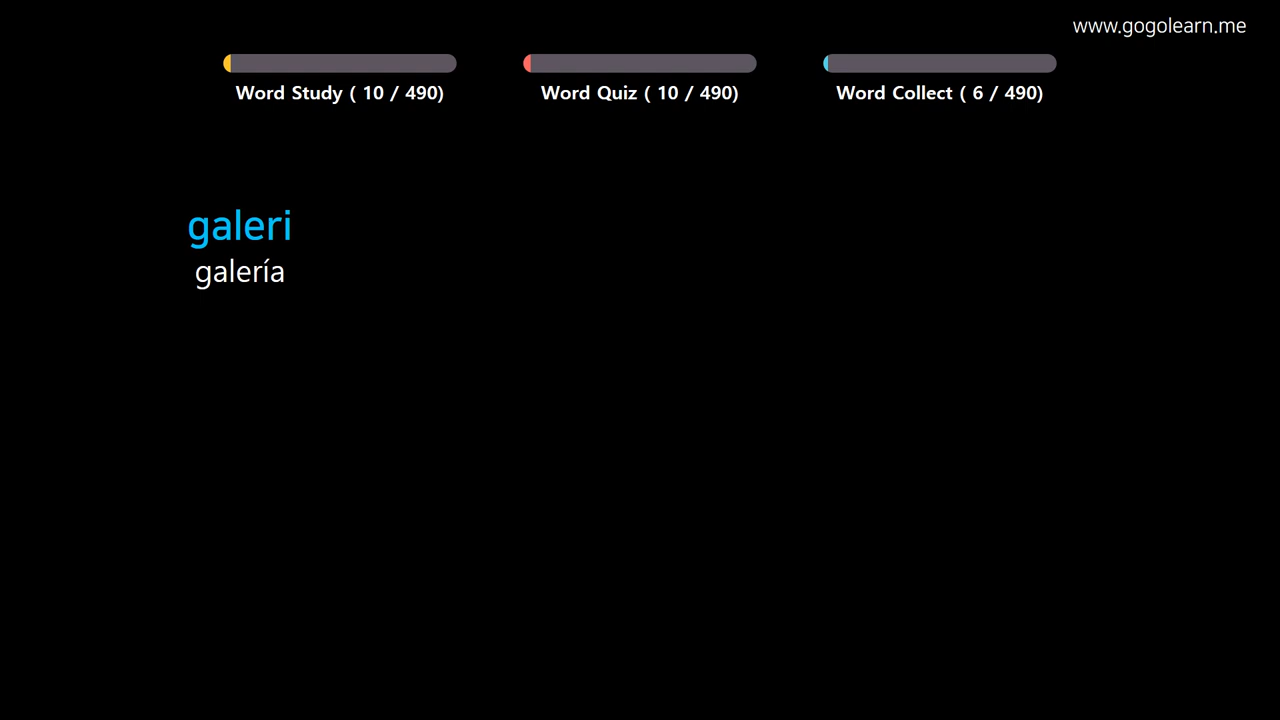 www.gogolearn.me
Word Study ( 10 / 490)
Word Quiz ( 10 / 490)
Word Collect ( 6 / 490)
galeri
galería